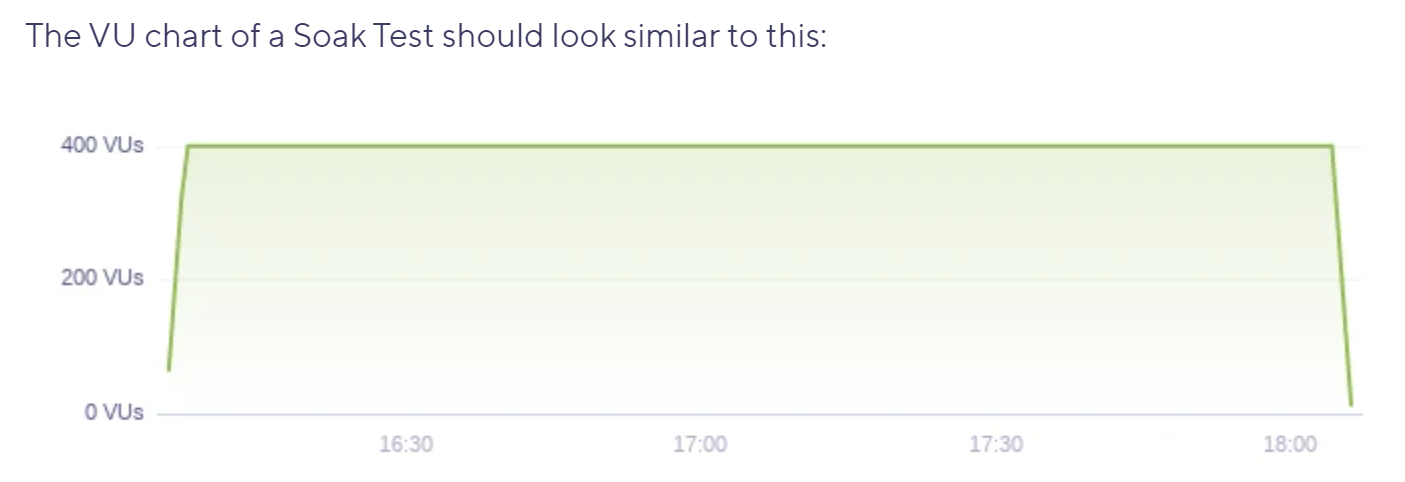 The VU chart of a Soak Test should look similar to this:
400 VUs
200 VUs
0 VUs
16:30 17:00 17:30 18:00